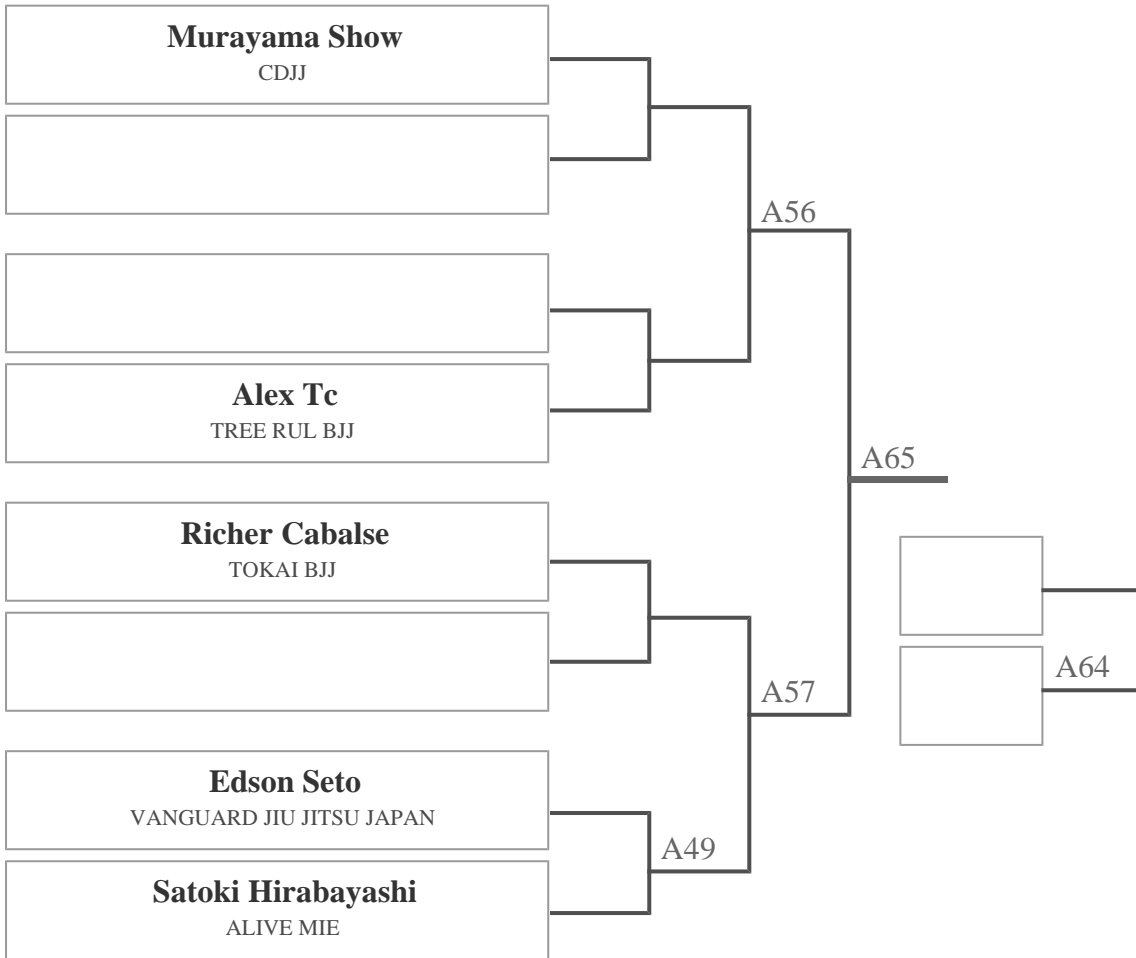 Murayama Show
CDJJ
A56
Alex Tc
TREE RUL BJJ
A65
Richer Cabalse
TOKAI BJJ
A64
A57
Edson Seto
VANGUARD JIU JITSU JAPAN
A49
Satoki Hirabayashi
ALIVE MIE